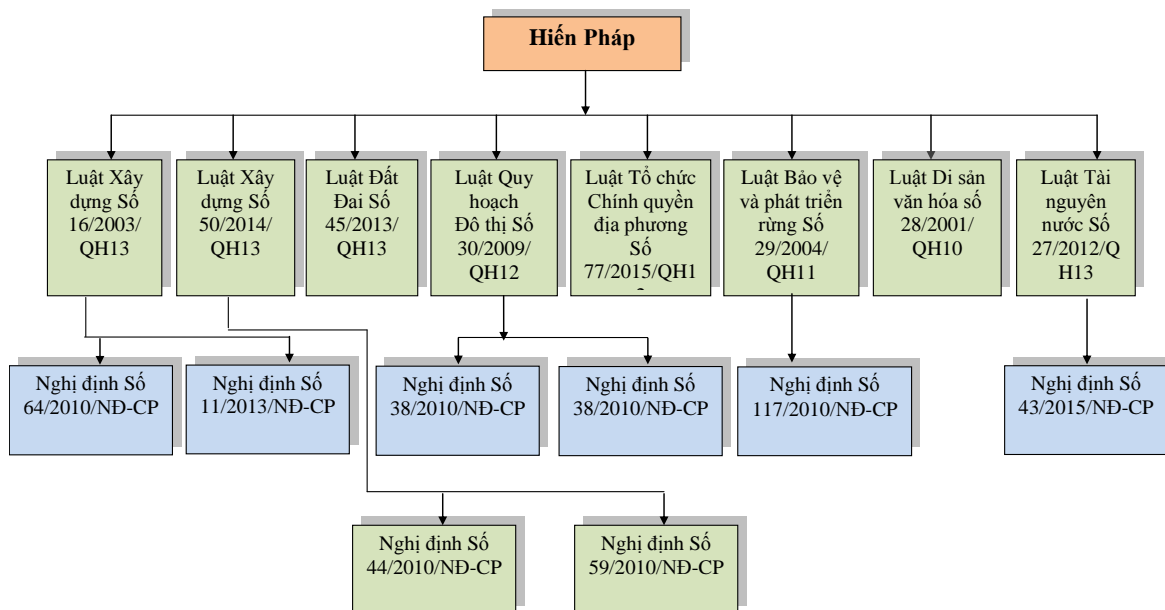 Hiến Pháp
Luật Xây
dựng Số
16/2003/
QH13
Luật Xây
dựng Số
50/2014/
QH13
Luật Đất
Đai Số
45/2013/
QH13
Luật Quy
hoạch
Đô thị Số
30/2009/
QH12
Luật Tổ chức
Chính quyền
địa phương
Số
77/2015/QH1
Luật Bảo vệ
và phát triển
rừng Số
29/2004/
QH11
Luật Di sản
văn hóa số
28/2001/
QH10
Luật Tài
nguyên
nước Số
27/2012/Q
H13
Nghị định Số
64/2010/NĐ-CP
Nghị định Số
11/2013/NĐ-CP
Nghị định Số
38/2010/NĐ-CP
Nghị định Số
38/2010/NĐ-CP
Nghị định Số
117/2010/NĐ-CP
Nghị định Số
43/2015/NĐ-CP
Nghị định Số
44/2010/NĐ-CP
Nghị định Số
59/2010/NĐ-CP